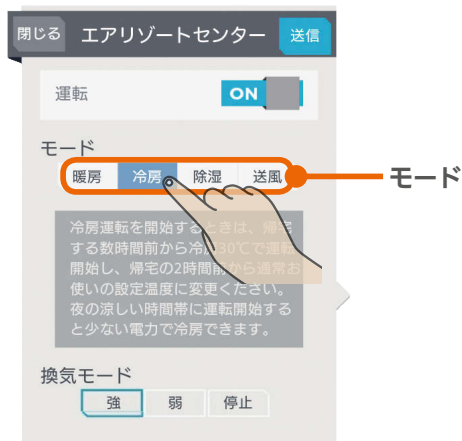 閉じる エアリゾートセンター 送信
運転 ON
モード
暖房 冷房 除湿 送風 モード
冷房運転を開始するときは、帰宅
する数時間前から冷房30℃で運転
開始し、帰宅の2時間前から通常お
使いの設定温度に変更ください。
夜の涼しい時間帯に運転開始する
と少ない電力で冷房できます。
換気モード
強 弱 停止